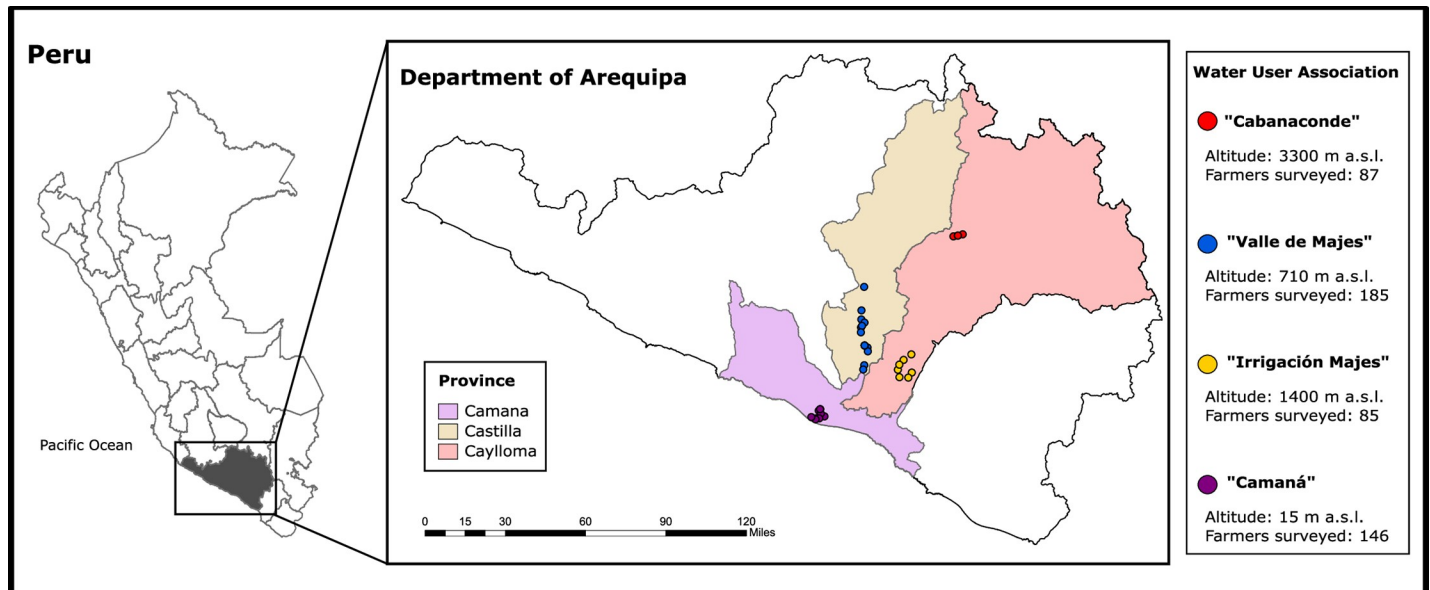 Peru
Pacific Ocean
Department of Arequipa
Province
Camana
Castilla
Caylloma
0 15 30 60 90 120
Miles
Water User Association
"Cabanaconde"
Altitude: 3300 m a.s.l.
Farmers surveyed: 87
"Valle de Majes"
Altitude: 710 m a.s.l.
Farmers surveyed: 185
"Irrigación Majes"
Altitude: 1400 m a.s.l.
Farmers surveyed: 85
"Camaná"
Altitude: 15 m a.s.l.
Farmers surveyed: 146